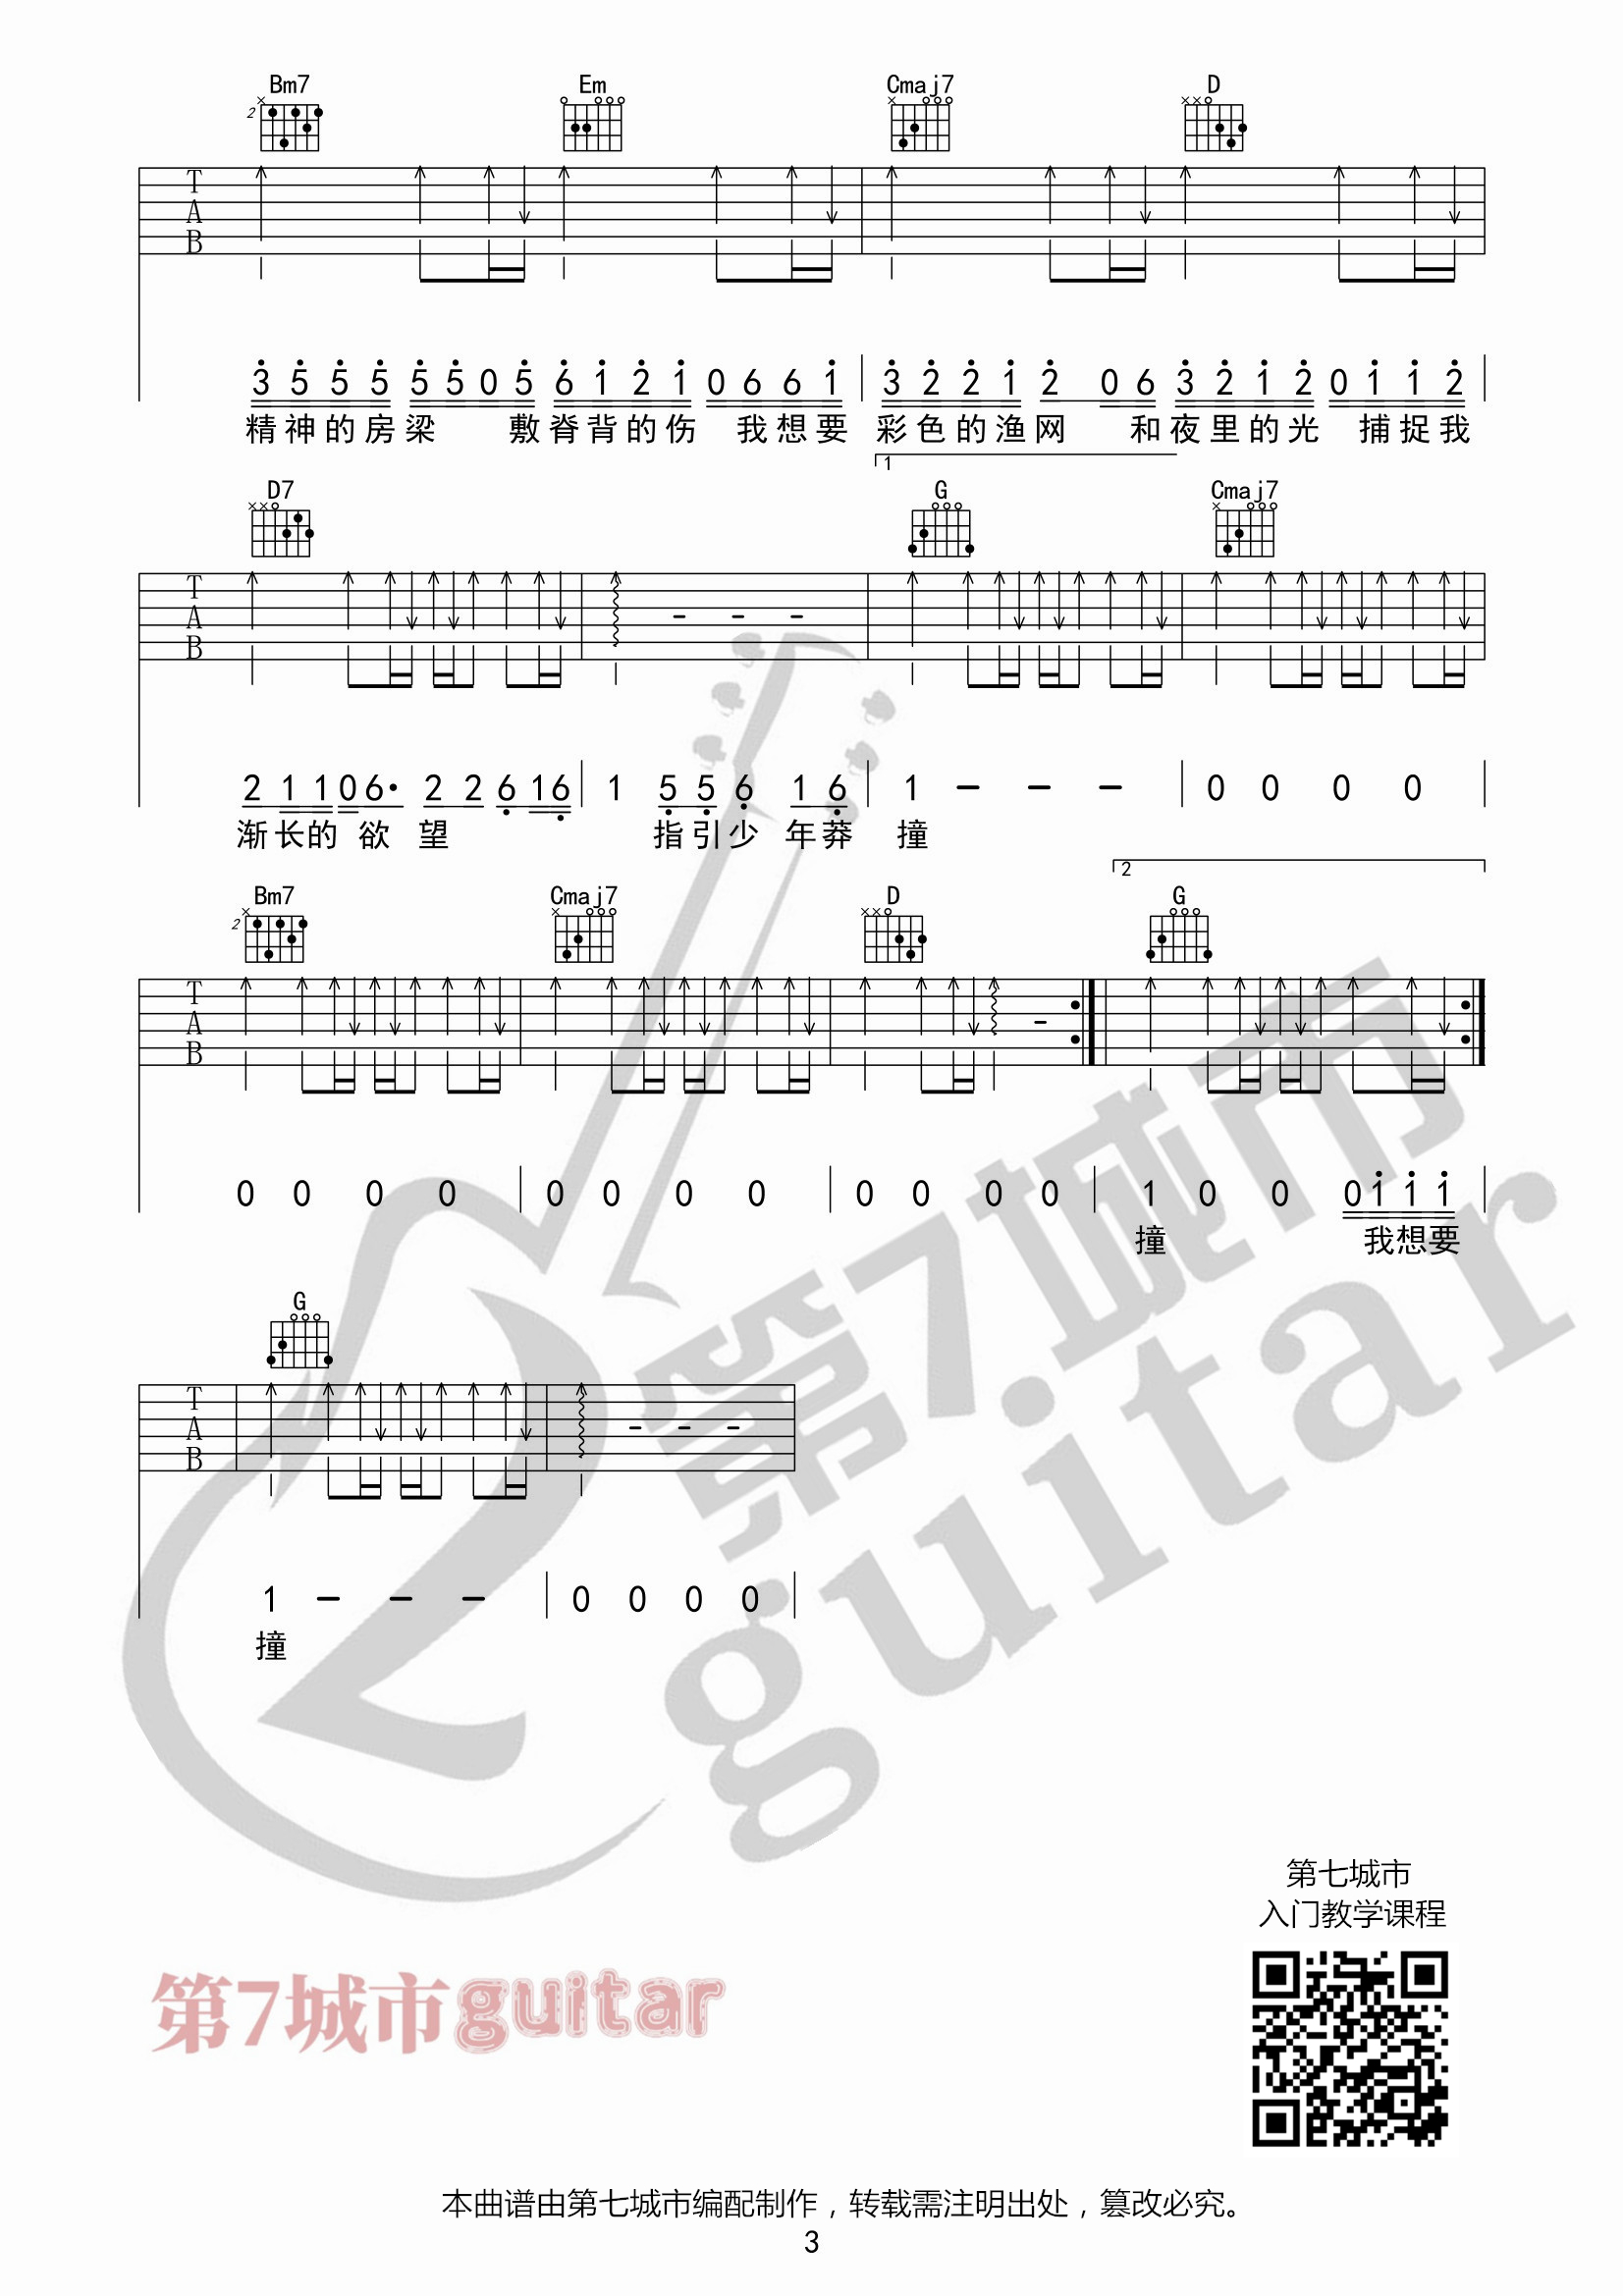 Bm7 Em Cmaj7 D
2
T A B
3 5 5 5 5 5 0 5 6 1 2 1 0 6 6 1 3 2 2 1 2 0 6 3 2 1 2 0 1 1 2
精神的房梁 敷脊背的伤 我想要 彩色的渔网 和夜里的光 捕捉我
1
D7 G Cmaj7
T A B
2 1 1 0 6· 2 2 6 1 6 1 5 5 6 1 6 1 - - - 0 0 0 0
渐长的欲望 指引少年莽 撞
2
Bm7 Cmaj7 D G
2
T A B
0 0 0 0 0 0 0 0 0 0 0 0 1 0 0 0 1 1 1
撞 我想要
G
T A B
1 - - - 0 0 0 0
撞
第7城市
guitar
第七城市
入门教学课程
第7城市guitar
本曲谱由第七城市编配制作，转载需注明出处，篡改必究。
3